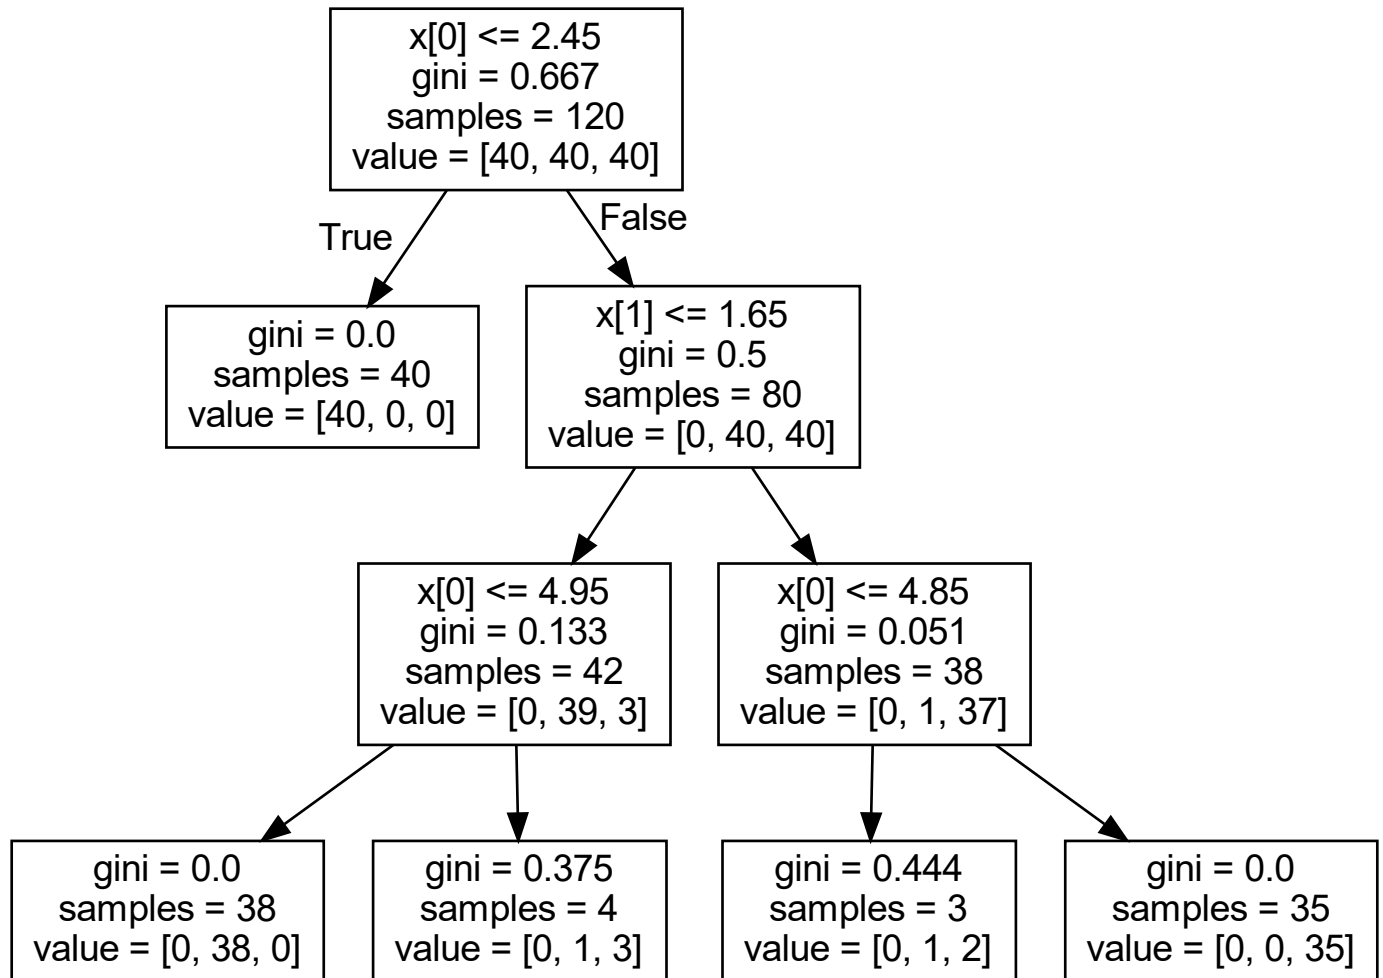 x[0] <= 2.45
gini = 0.667
samples = 120
value = [40, 40, 40]
True
False
gini = 0.0
samples = 40
value = [40, 0, 0]
x[1] <= 1.65
gini = 0.5
samples = 80
value = [0, 40, 40]
x[0] <= 4.95
gini = 0.133
samples = 42
value = [0, 39, 3]
x[0] <= 4.85
gini = 0.051
samples = 38
value = [0, 1, 37]
gini = 0.0
samples = 38
value = [0, 38, 0]
gini = 0.375
samples = 4
value = [0, 1, 3]
gini = 0.444
samples = 3
value = [0, 1, 2]
gini = 0.0
samples = 35
value = [0, 0, 35]